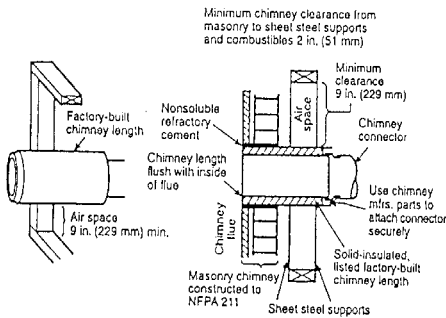 Minimum chimney clearance from
masonry to sheet steel supports
and combustibles 2 in. (51 mm)
Minimum
clearance
9 in. (229 mm)
Factory-built
chimney length
Nonsoluble
refractory
cement
Air
space
Chimney
connector
Chimney length
flush with inside
of flue
Air space
9 in. (229 mm) min.
Chimney
flue
Use chimney
mfrs. parts to
attach connector
securely
Masonry chimney
constructed to
NFPA 211
Solid-insulated,
listed factory-built
chimney length
Sheet steel supports